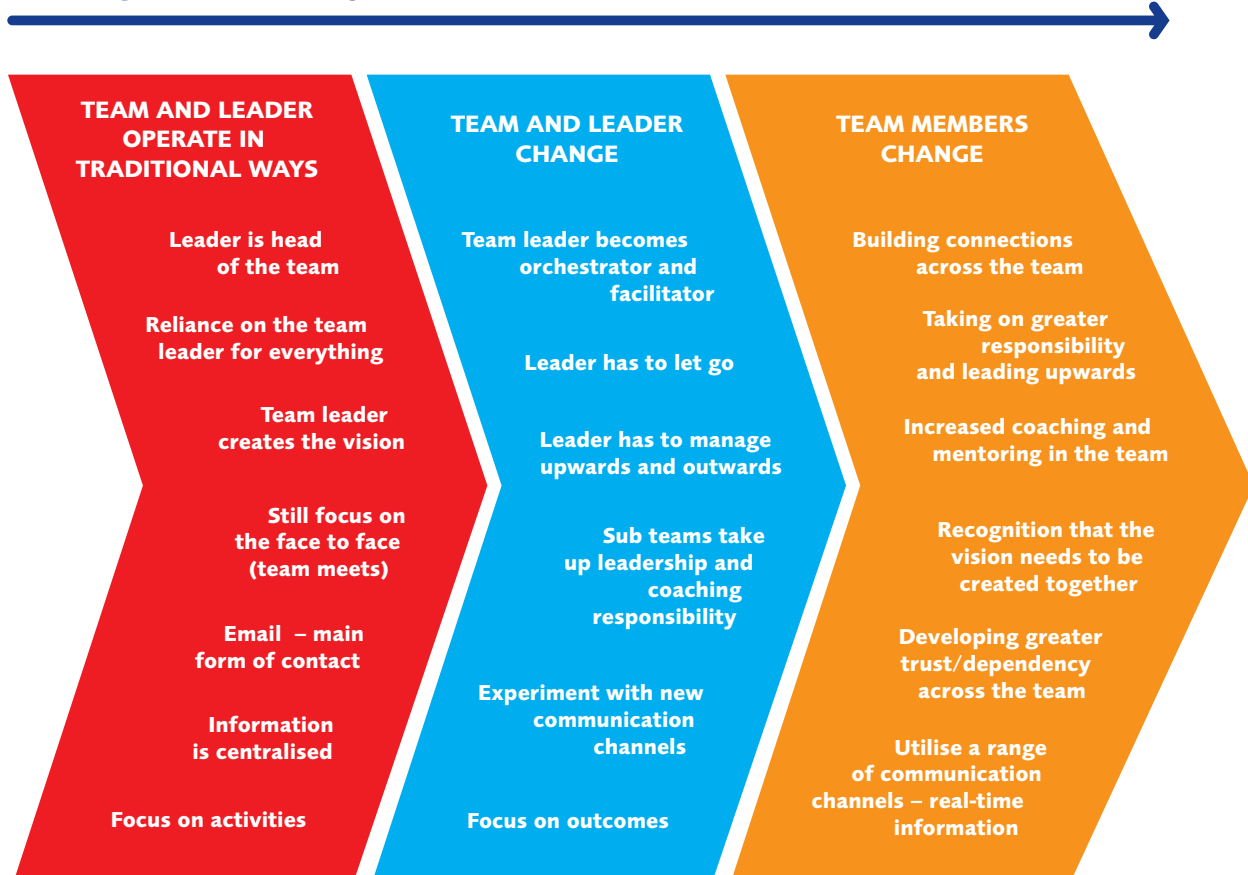 TEAM AND LEADER
OPERATE IN
TRADITIONAL WAYS
Leader is head
of the team
Reliance on the team
leader for everything
Team leader
creates the vision
Still focus on
the face to face
(team meets)
Email – main
form of contact
Information
is centralised
Focus on activities
TEAM AND LEADER
CHANGE
Team leader becomes
orchestrator and
facilitator
Leader has to let go
Leader has to manage
upwards and outwards
Sub teams take
up leadership and
coaching
responsibility
Experiment with new
communication
channels
Focus on outcomes
TEAM MEMBERS
CHANGE
Building connections
across the team
Taking on greater
responsibility
and leading upwards
Increased coaching and
mentoring in the team
Recognition that the
vision needs to be
created together
Developing greater
trust/dependency
across the team
Utilise a range
of communication
channels – real-time
information